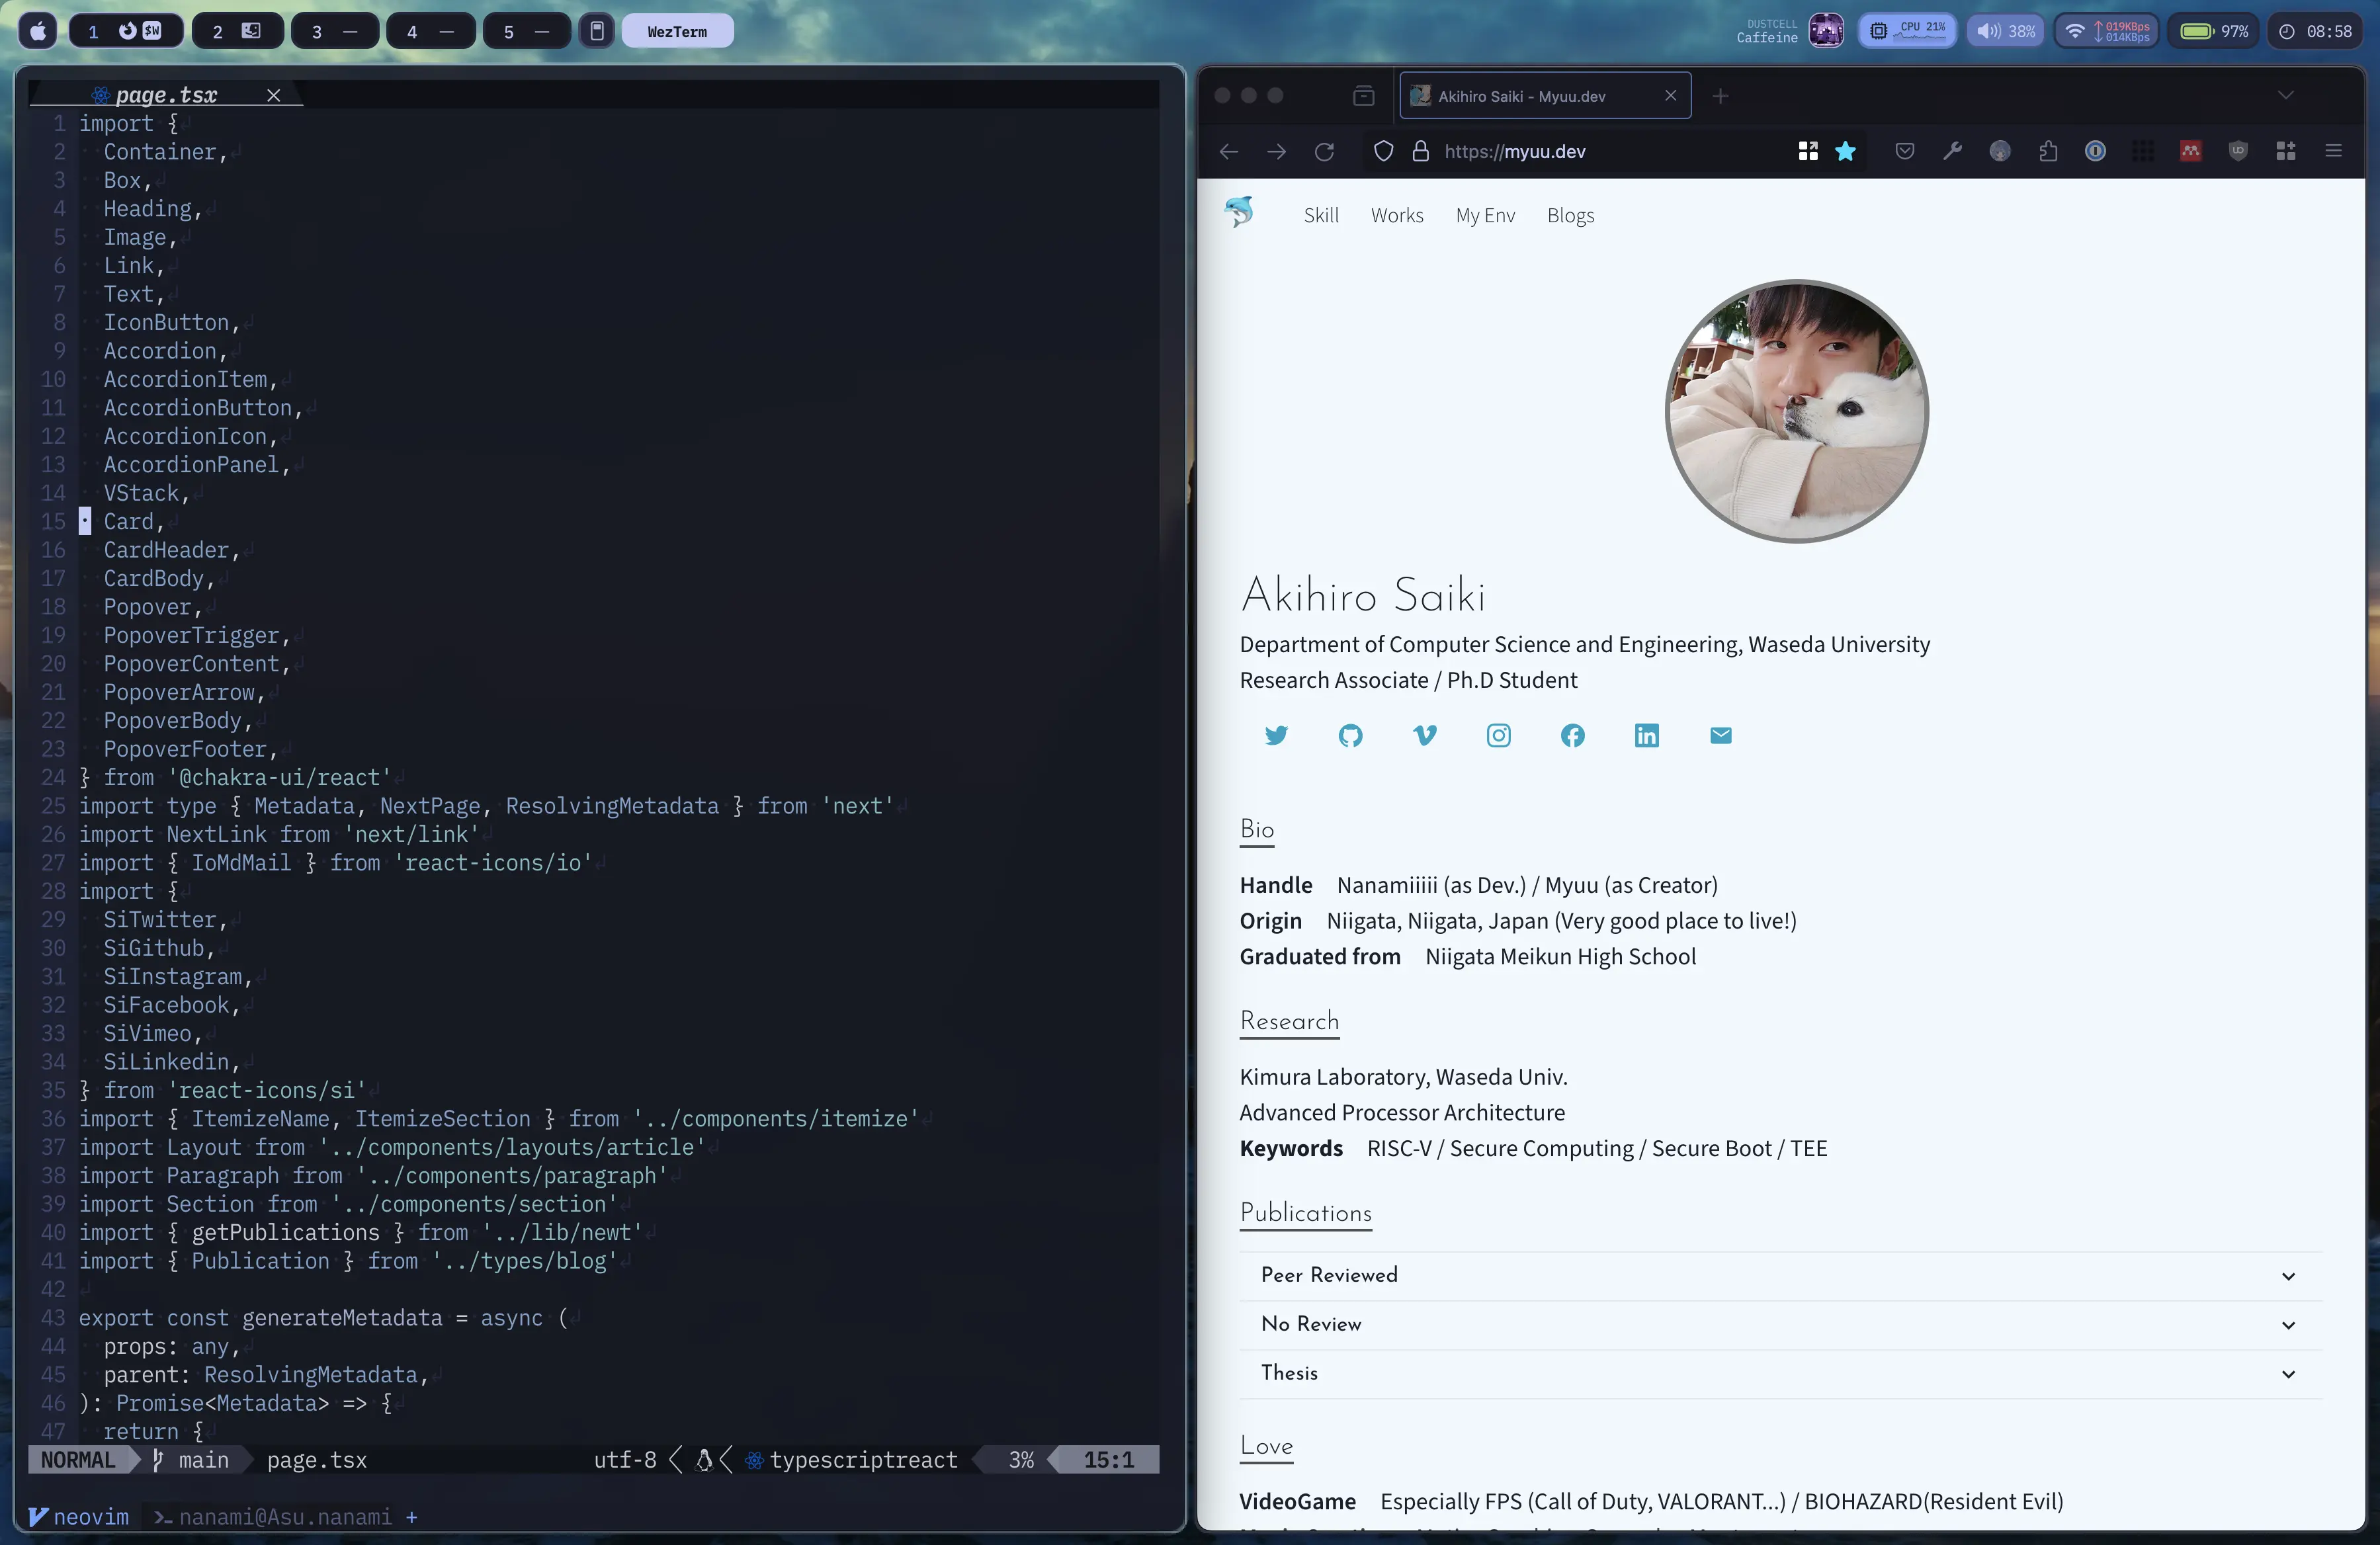 1
2
3 —
4 —
5 —
WezTerm
DUSTCELL
Caffeine
CPU 21%
38%
019KBps
014KBps
97%
08:58
page.tsx
1 import {
2 Container,
3 Box,
4 Heading,
5 Image,
6 Link,
7 Text,
8 IconButton,
9 Accordion,
10 AccordionItem,
11 AccordionButton,
12 AccordionIcon,
13 AccordionPanel,
14 VStack,
15 Card,
16 CardHeader,
17 CardBody,
18 Popover,
19 PopoverTrigger,
20 PopoverContent,
21 PopoverArrow,
22 PopoverBody,
23 PopoverFooter,
24 } from '@chakra-ui/react'
25 import type { Metadata, NextPage, ResolvingMetadata } from 'next'
26 import NextLink from 'next/link'
27 import { IoMdMail } from 'react-icons/io'
28 import {
29 SiTwitter,
30 SiGithub,
31 SiInstagram,
32 SiFacebook,
33 SiVimeo,
34 SiLinkedin,
35 } from 'react-icons/si'
36 import { ItemizeName, ItemizeSection } from '../components/itemize'
37 import Layout from '../components/layouts/article'
38 import Paragraph from '../components/paragraph'
39 import Section from '../components/section'
40 import { getPublications } from '../lib/newt'
41 import { Publication } from '../types/blog'
42
43 export const generateMetadata = async (
44 props: any,
45 parent: ResolvingMetadata,
46 ): Promise<Metadata> => {
47 return {
NORMAL main page.tsx utf-8 typescriptreact 3% 15:1
neovim nanami@Asu.nanami +
Akihiro Saiki - Myuu.dev
https://myuu.dev
Skill Works My Env Blogs
Akihiro Saiki
Department of Computer Science and Engineering, Waseda University
Research Associate / Ph.D Student
Bio
Handle Nanamiiiii (as Dev.) / Myuu (as Creator)
Origin Niigata, Niigata, Japan (Very good place to live!)
Graduated from Niigata Meikun High School
Research
Kimura Laboratory, Waseda Univ.
Advanced Processor Architecture
Keywords RISC-V / Secure Computing / Secure Boot / TEE
Publications
Peer Reviewed
No Review
Thesis
Love
VideoGame Especially FPS (Call of Duty, VALORANT...) / BIOHAZARD(Resident Evil)